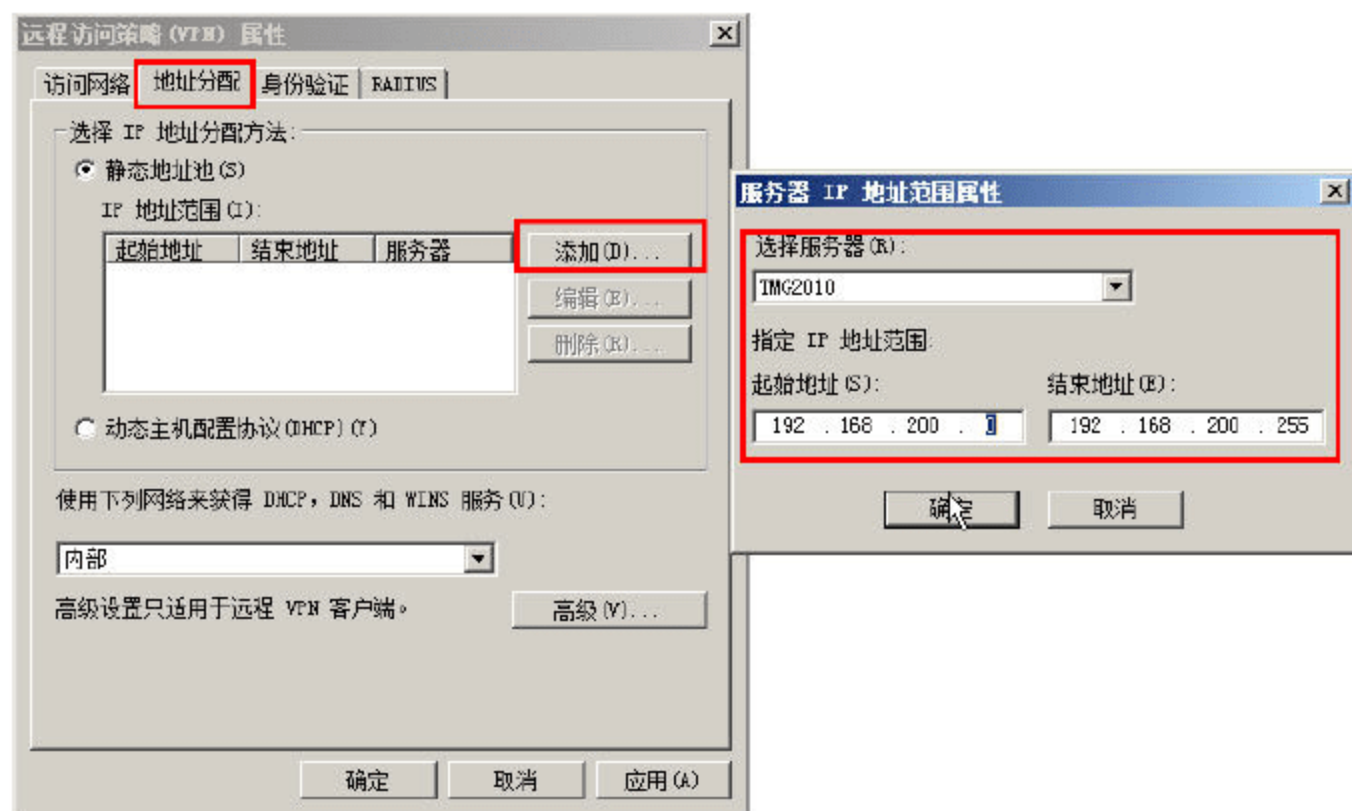 远程访问策略(VPN) 属性
访问网络 地址分配 身份验证 RADIUS
选择 IP 地址分配方法:
静态地址池(S)
IP 地址范围(I):
起始地址 结束地址 服务器
添加(D)...
编辑(E)...
删除(R)...
动态主机配置协议(DHCP)(Y)
使用下列网络来获得 DHCP，DNS 和 WINS 服务(U):
内部
高级设置只适用于远程 VPN 客户端。
高级(V)...
确定 取消 应用(A)
服务器 IP 地址范围属性
选择服务器(R):
TMG2010
指定 IP 地址范围:
起始地址(S): 结束地址(E):
192 . 168 . 200 . 0 192 . 168 . 200 . 255
确定 取消